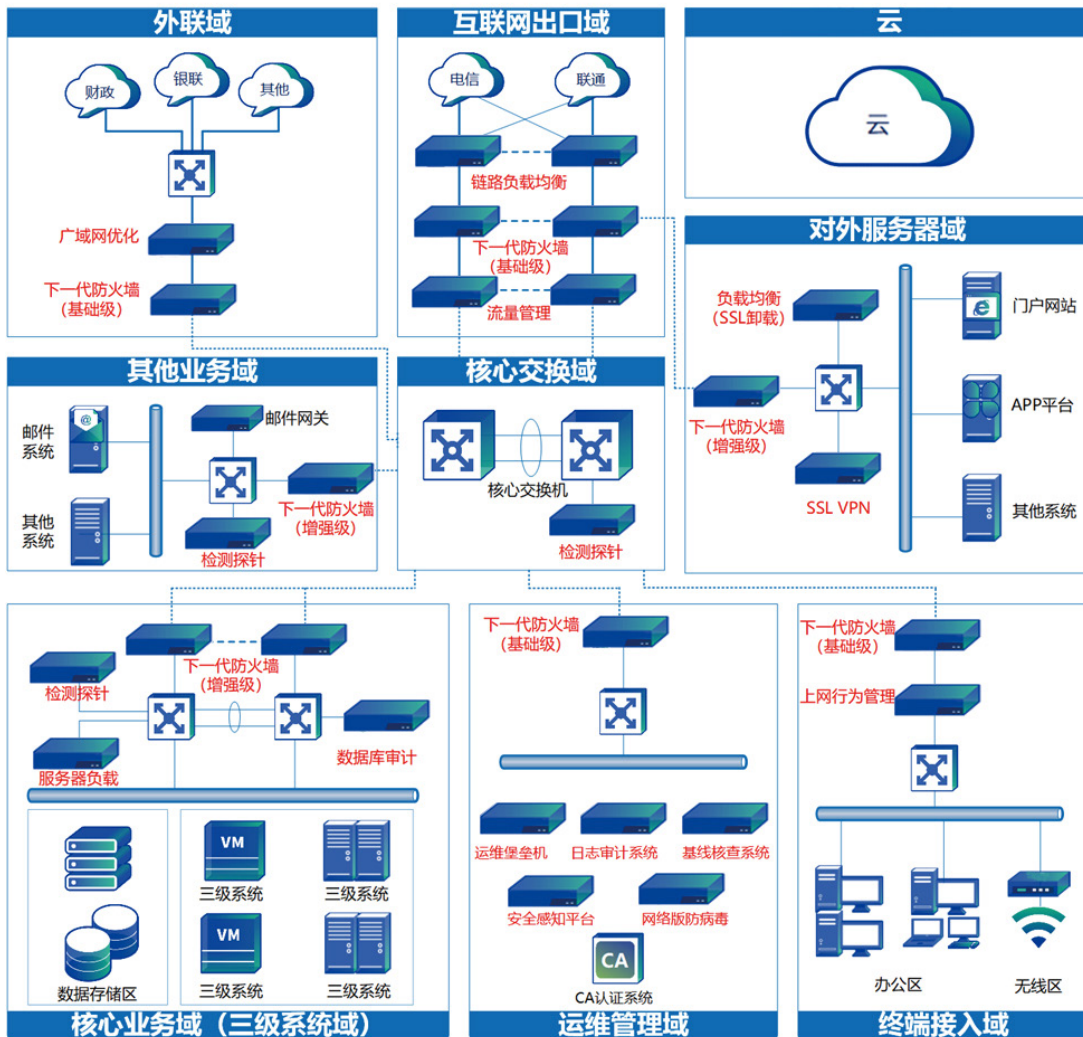 外联域
财政
银联
其他
广域网优化
下一代防火墙
(基础级)
互联网出口域
电信
联通
链路负载均衡
下一代防火墙
(基础级)
流量管理
云
云
对外服务器域
负载均衡
(SSL卸载)
门户网站
下一代防火墙
(增强级)
APP平台
SSL VPN
其他系统
其他业务域
邮件
系统
@
邮件网关
其他
系统
下一代防火墙
(增强级)
检测探针
核心交换域
核心交换机
检测探针
下一代防火墙
(增强级)
检测探针
服务器负载
数据库审计
VM
三级系统
三级系统
VM
三级系统
三级系统
数据存储区
核心业务域（三级系统域）
下一代防火墙
(基础级)
运维堡垒机
日志审计系统
基线核查系统
安全感知平台
网络版防病毒
CA
CA认证系统
运维管理域
下一代防火墙
(基础级)
上网行为管理
办公区
无线区
终端接入域